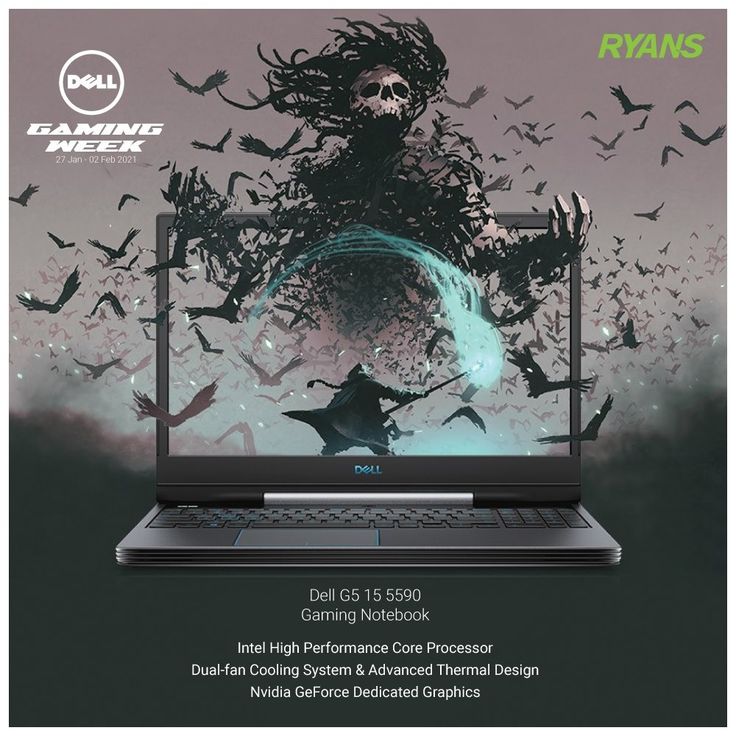 DELL
GAMING
WEEK
27 Jan - 02 Feb 2021
RYANS
DELL
Dell G5 15 5590
Gaming Notebook
Intel High Performance Core Processor
Dual-fan Cooling System & Advanced Thermal Design
Nvidia GeForce Dedicated Graphics